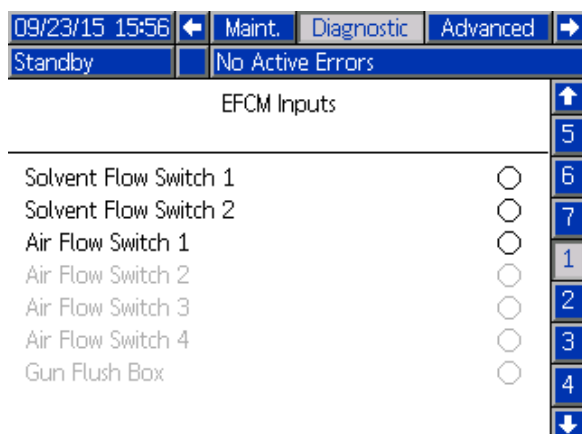 09/23/15 15:56 Maint. Diagnostic Advanced
Standby No Active Errors
EFCM Inputs
5
Solvent Flow Switch 1
6
Solvent Flow Switch 2
7
Air Flow Switch 1
1
Air Flow Switch 2
2
Air Flow Switch 3
3
Air Flow Switch 4
Gun Flush Box
4